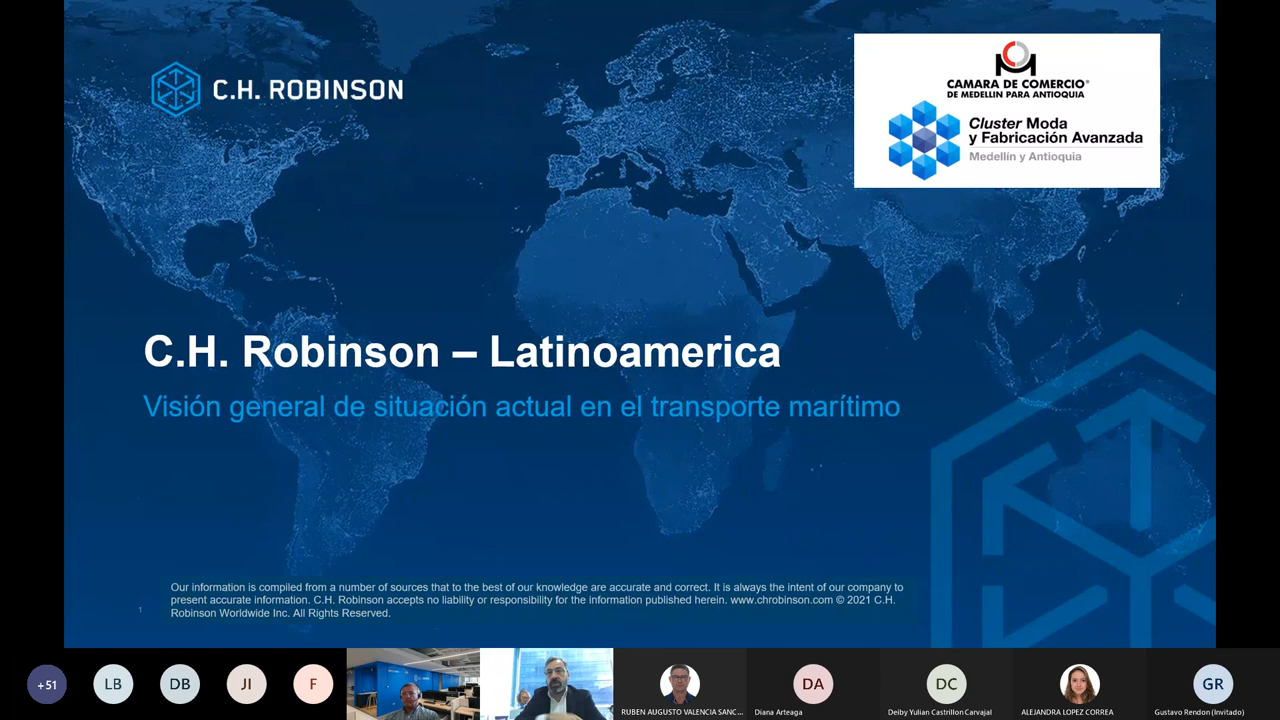 C.H. ROBINSON
CAMARA DE COMERCIO®
DE MEDELLIN PARA ANTIOQUIA
Cluster Moda
y Fabricación Avanzada
Medellín y Antioquia
C.H. Robinson – Latinoamerica
Visión general de situación actual en el transporte marítimo
Our information is compiled from a number of sources that to the best of our knowledge are accurate and correct. It is always the intent of our company to
present accurate information. C.H. Robinson accepts no liability or responsibility for the information published herein. www.chrobinson.com © 2021 C.H.
Robinson Worldwide Inc. All Rights Reserved.
1
+51
LB
DB
JI
F
RUBEN AUGUSTO VALENCIA SANC...
DA
Diana Arteaga
DC
Deiby Yulian Castrillon Carvajal
ALEJANDRA LOPEZ CORREA
GR
Gustavo Rendon (Invitado)